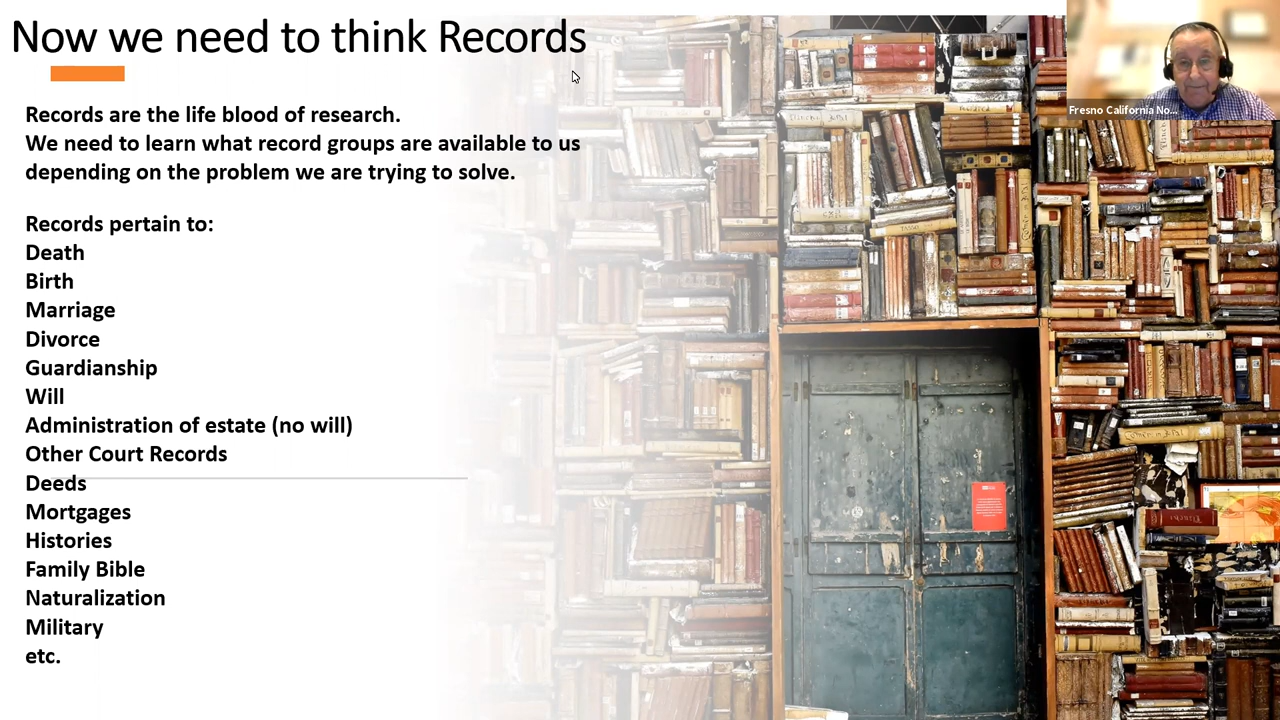 Now we need to think Records
Fresno California No...
Records are the life blood of research.
We need to learn what record groups are available to us
depending on the problem we are trying to solve.
Records pertain to:
Death
Birth
Marriage
Divorce
Guardianship
Will
Administration of estate (no will)
Other Court Records
Deeds
Mortgages
Histories
Family Bible
Naturalization
Military
etc.